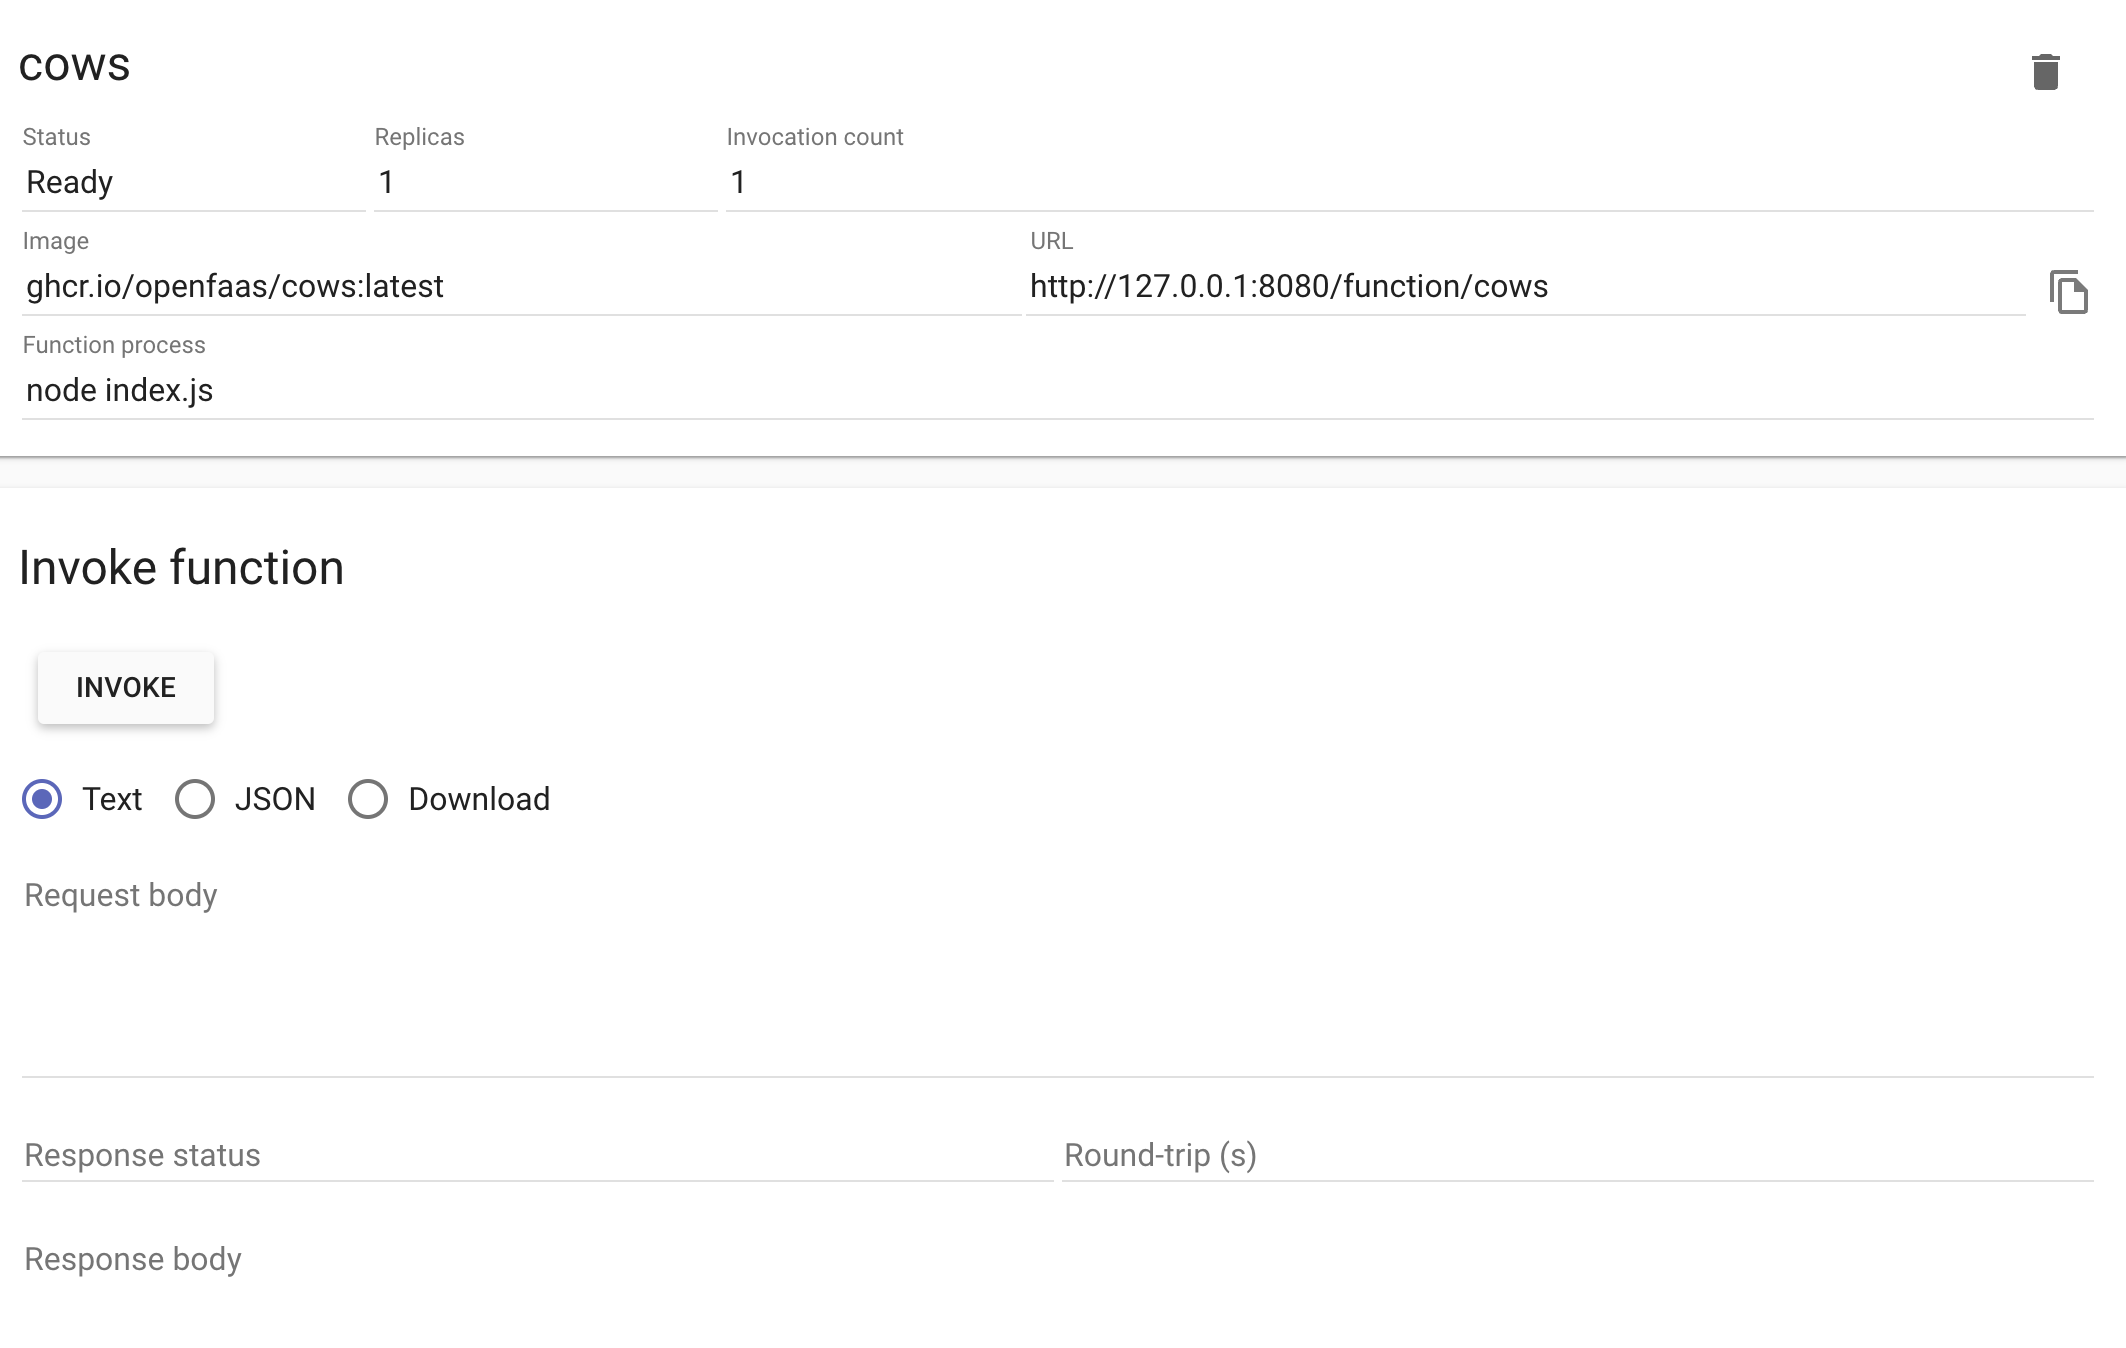 cows
Status Replicas Invocation count
Ready 1 1
Image URL
ghcr.io/openfaas/cows:latest http://127.0.0.1:8080/function/cows
Function process
node index.js
Invoke function
INVOKE
Text JSON Download
Request body
Response status Round-trip (s)
Response body